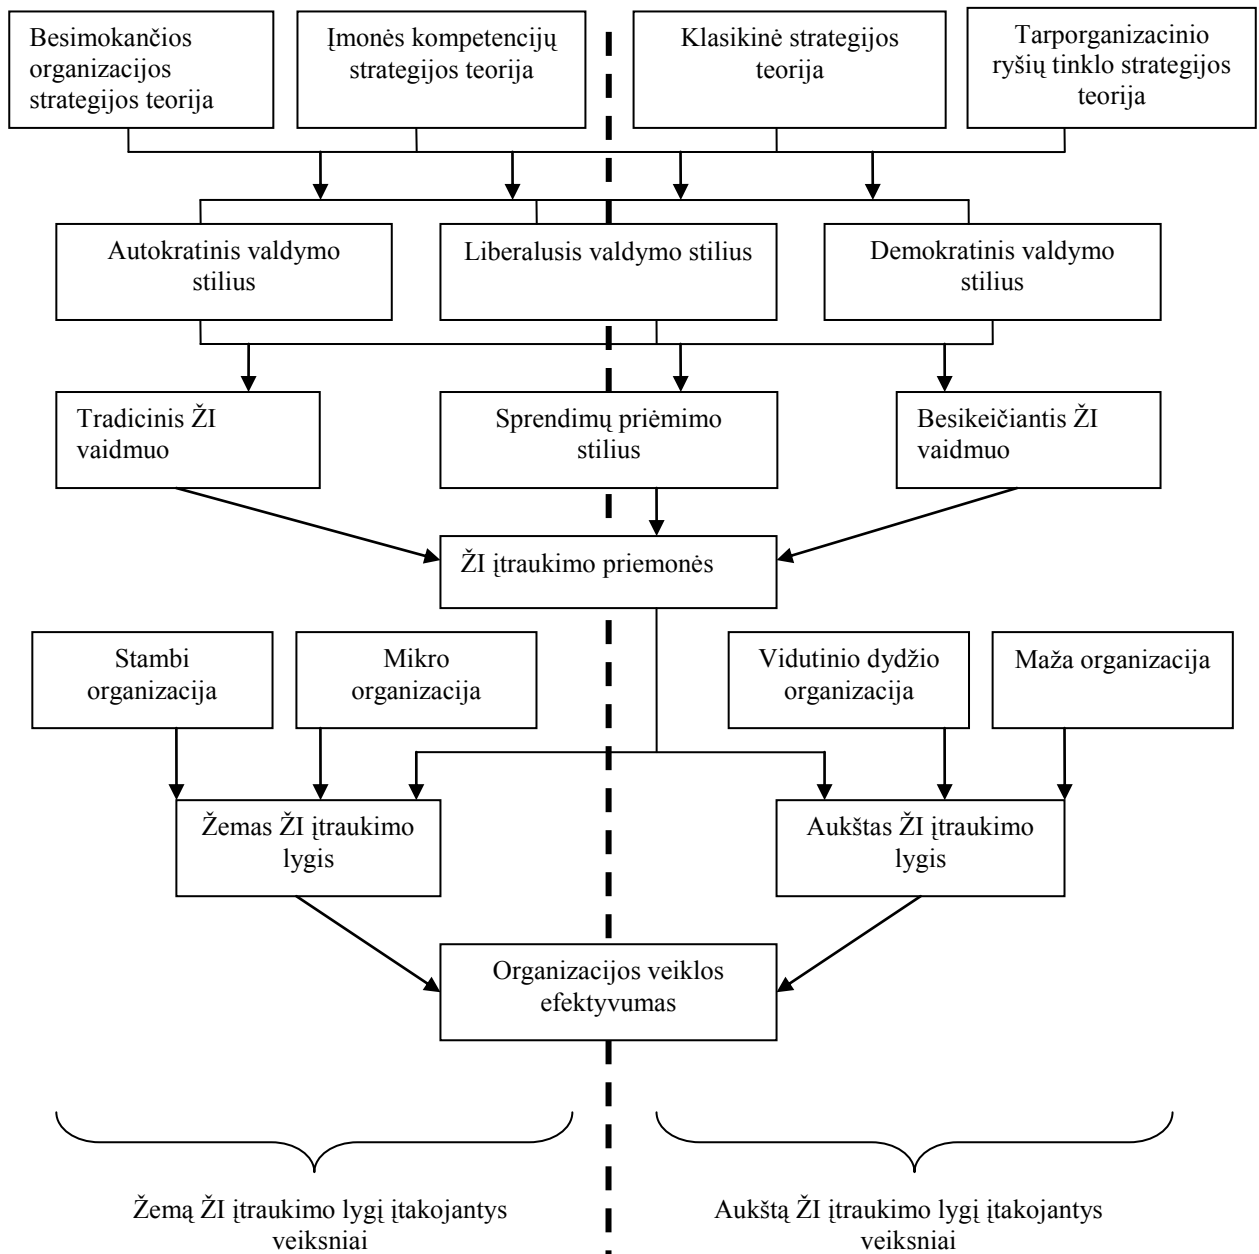 Besimokančios
organizacijos
strategijos teorija
Įmonės kompetencijų
strategijos teorija
Klasikinė strategijos
teorija
Tarporganizacinio
ryšių tinklo strategijos
teorija
Autokratinis valdymo
stilius
Liberalusis valdymo stilius
Demokratinis valdymo
stilius
Tradicinis ŽI
vaidmuo
Sprendimų priėmimo
stilius
Besikeičiantis ŽI
vaidmuo
ŽI įtraukimo priemonės
Stambi
organizacija
Mikro
organizacija
Vidutinio dydžio
organizacija
Maža organizacija
Žemas ŽI įtraukimo
lygis
Aukštas ŽI įtraukimo
lygis
Organizacijos veiklos
efektyvumas
Žemą ŽI įtraukimo lygį įtakojantys
veiksniai
Aukštą ŽI įtraukimo lygį įtakojantys
veiksniai